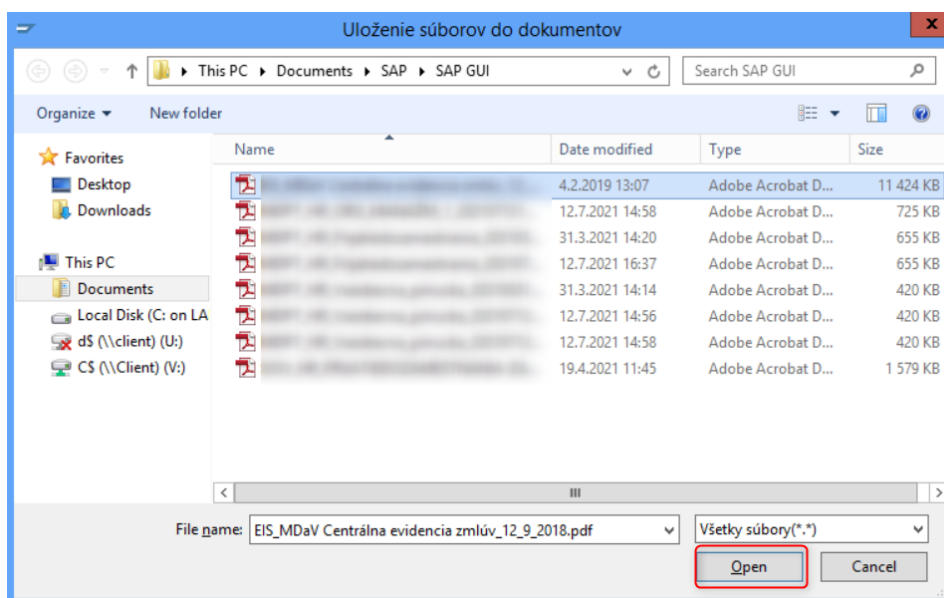 Uloženie súborov do dokumentov
x
This PC Documents SAP SAP GUI
Search SAP GUI
Organize New folder
Favorites
Desktop
Downloads
This PC
Documents
Local Disk (C: on LA
d$ (\\client) (U:)
C$ (\\Client) (V:)
Name Date modified Type Size
4.2.2019 13:07 Adobe Acrobat D... 11 424 KB
12.7.2021 14:58 Adobe Acrobat D... 725 KB
31.3.2021 14:20 Adobe Acrobat D... 655 KB
12.7.2021 16:37 Adobe Acrobat D... 655 KB
31.3.2021 14:14 Adobe Acrobat D... 420 KB
12.7.2021 14:56 Adobe Acrobat D... 420 KB
12.7.2021 14:58 Adobe Acrobat D... 420 KB
19.4.2021 11:45 Adobe Acrobat D... 1 579 KB
File name: EIS_MDaV Centrálna evidencia zmlúv_12_9_2018.pdf Všetky súbory(*.*)
Open Cancel